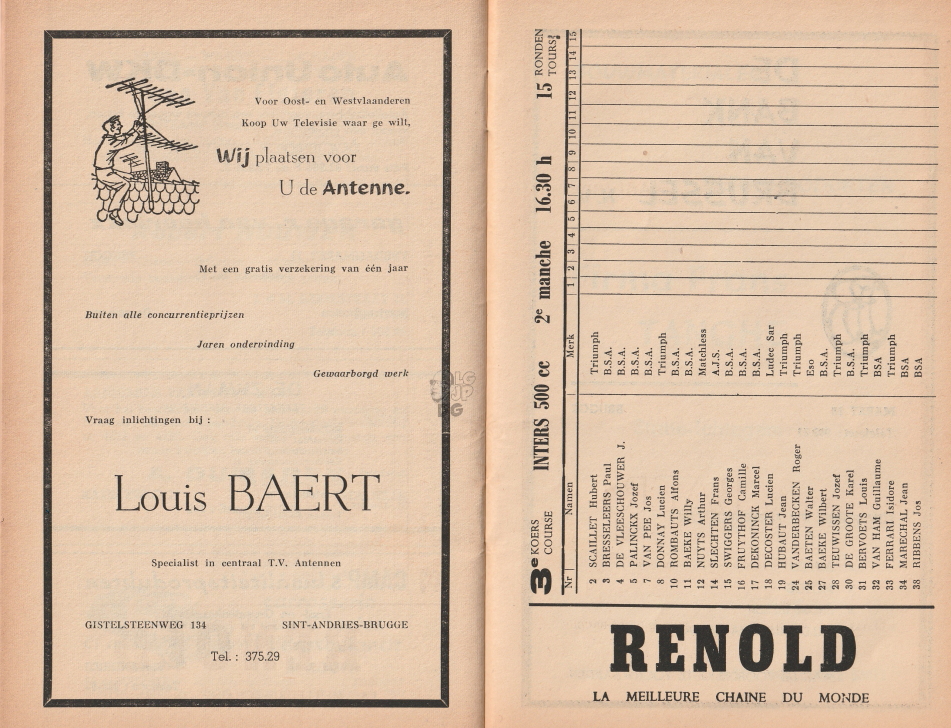 Voor Oost- en Westvlaanderen
Koop Uw Televisie waar ge wilt,
Wij plaatsen voor
U de Antenne.
Met een gratis verzekering van één jaar
Buiten alle concurrentieprijzen
Jaren ondervinding
Gewaarborgd werk
Vraag inlichtingen bij :
Louis BAERT
Specialist in centraal T.V. Antennen
GISTELSTEENWEG 134 SINT-ANDRIES-BRUGGE
Tel. : 375.29
3e KOERS COURSE INTERS 500 cc 2e manche 16.30 h 15 RONDEN TOURS
Nr Namen Merk 1 2 3 4 5 6 7 8 9 10 11 12 13 14 15
2 SCAILLET Hubert Triumph
3 BRESSELEERS Paul B.S.A.
4 DE VLEESCHOUWER J. B.S.A.
5 PALINCKX Jozef B.S.A.
7 VAN PEE Jos B.S.A.
8 DONNAY Lucien Triumph
10 ROMBAUTS Alfons B.S.A.
11 BAEKE Willy B.S.A.
12 NUYTS Arthur Matchless
14 SLECHTEN Frans A.J.S.
15 SWIGGERS Georges B.S.A.
16 FRUYTHOF Camille B.S.A.
17 DEKONINCK Marcel B.S.A.
18 DECOSTER Lucien Ludec Sar
19 HUBAUT Jean Triumph
24 VANDERBECKEN Roger Triumph
25 BAETEN Walter Eso
27 BAEKE Wilbert B.S.A.
28 TEUWISSEN Jozef Triumph
30 DE GROOTE Karel B.S.A.
31 BERVOETS Louis Triumph
32 VAN HAM Guillaume BSA
33 FERRARI Isidore Triumph
34 MARECHAL Jean BSA
38 RIBBENS Jos BSA
RENOLD
LA MEILLEURE CHAINE DU MONDE